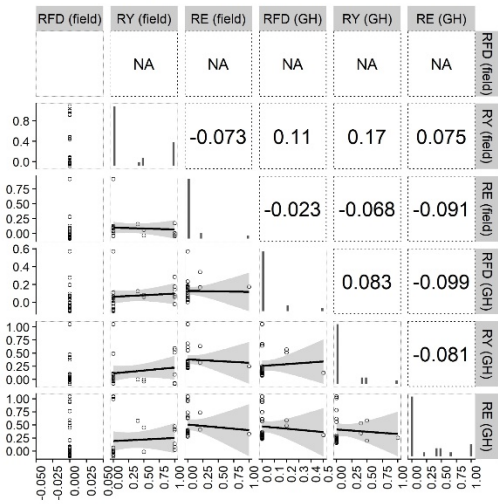 RFD (field) RY (field) RE (field) RFD (GH) RY (GH) RE (GH)
NA NA NA NA NA RFD (field)
0.8 0.4 0.0 -0.073 0.11 0.17 0.075 RY (field)
0.75 0.50 0.25 0.00 -0.023 -0.068 -0.091 RE (field)
0.6 0.4 0.2 0.0 0.083 -0.099 RFD (GH)
1.00 0.75 0.50 0.25 0.00 -0.081 RY (GH)
1.00 0.75 0.50 0.25 0.00 RE (GH)
-0.050 -0.025 0.000 0.025 0.050 0.00 0.25 0.50 0.75 1.00 0.00 0.25 0.50 0.75 1.00 0.0 0.1 0.2 0.3 0.4 0.5 0.00 0.25 0.50 0.75 1.00 0.00 0.25 0.50 0.75 1.00